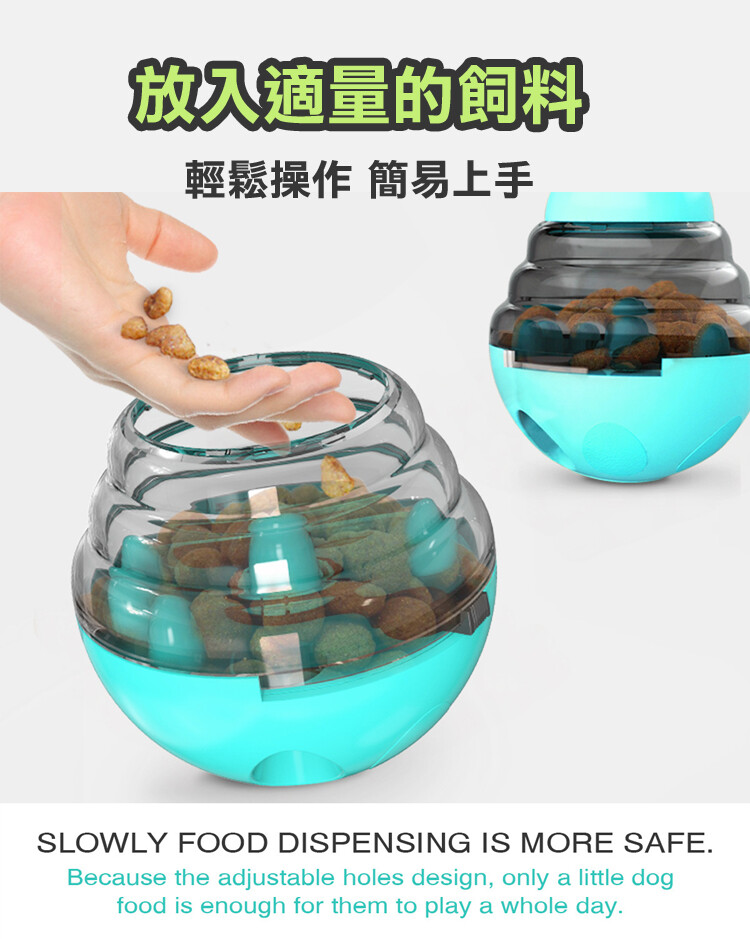 放入適量的飼料
輕鬆操作 簡易上手
SLOWLY FOOD DISPENSING IS MORE SAFE.
Because the adjustable holes design, only a little dog
food is enough for them to play a whole day.